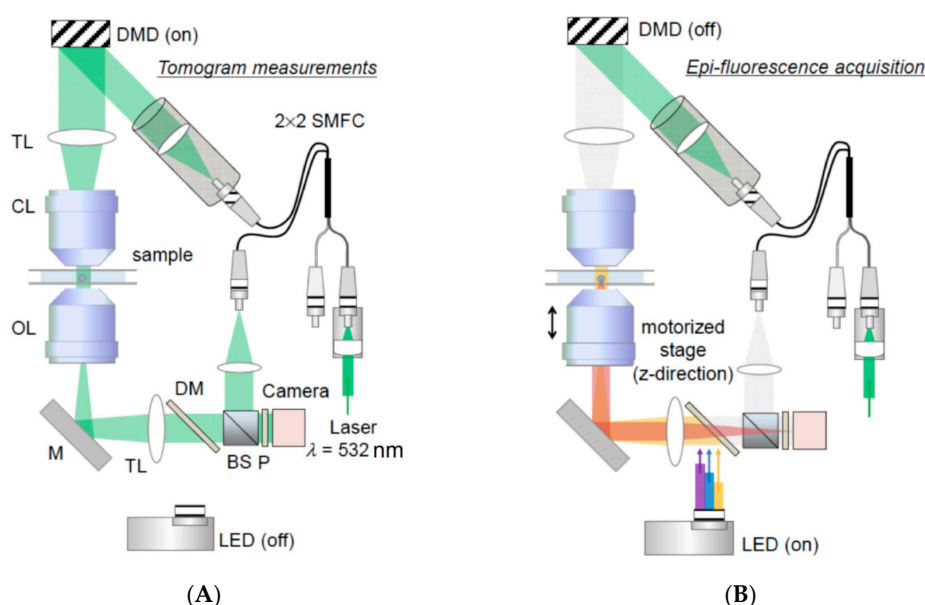 DMD (on)
Tomogram measurements
2×2 SMFC
TL
CL
sample
OL
DM
Camera
M
TL
BS P
Laser
λ = 532 nm
LED (off)
(A)
DMD (off)
Epi-fluorescence acquisition
motorized
stage
(z-direction)
LED (on)
(B)